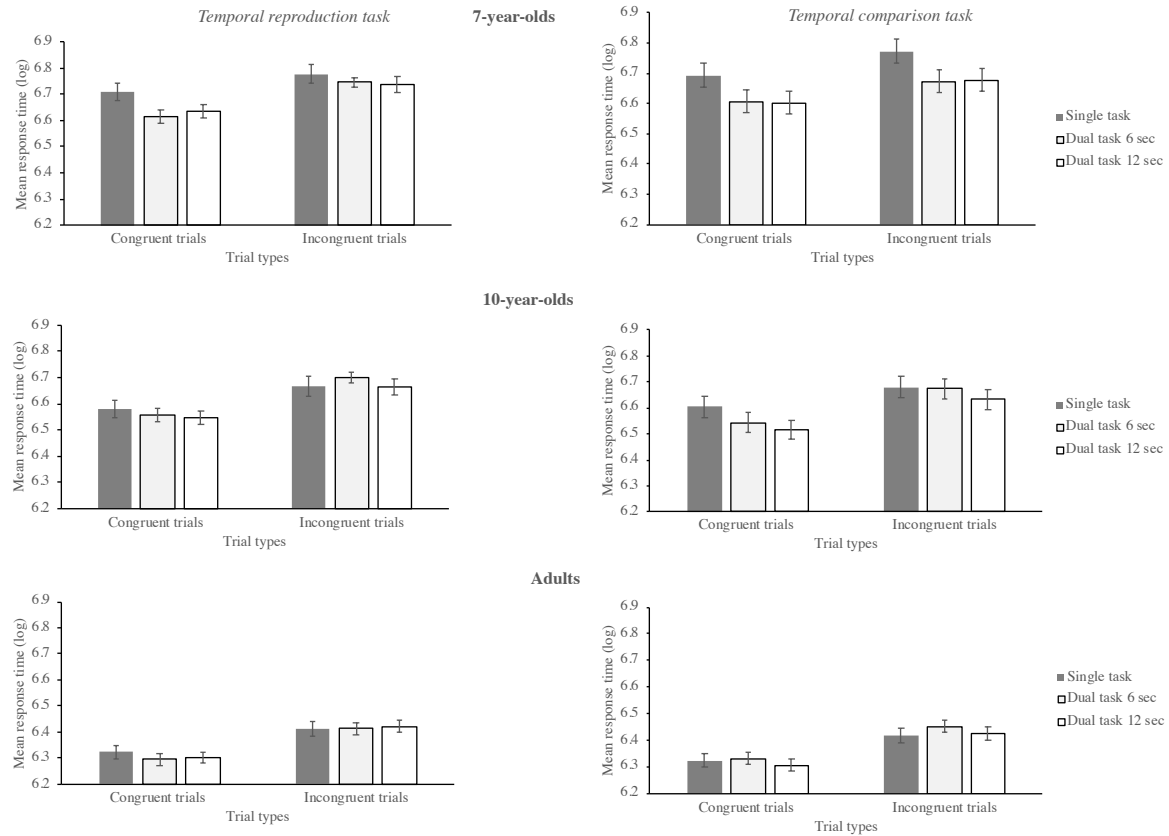 Temporal reproduction task
7-year-olds
Temporal comparison task
Mean response time (log)
6.9
6.8
6.7
6.6
6.5
6.4
6.3
6.2
Congruent trials
Incongruent trials
Trial types
Mean response time (log)
6.9
6.8
6.7
6.6
6.5
6.4
6.3
6.2
Congruent trials
Incongruent trials
Trial types
Single task
Dual task 6 sec
Dual task 12 sec
10-year-olds
Mean response time (log)
6.9
6.8
6.7
6.6
6.5
6.4
6.3
6.2
Congruent trials
Incongruent trials
Trial types
Mean response time (log)
6.9
6.8
6.7
6.6
6.5
6.4
6.3
6.2
Congruent trials
Incongruent trials
Trial types
Single task
Dual task 6 sec
Dual task 12 sec
Adults
Mean response time (log)
6.9
6.8
6.7
6.6
6.5
6.4
6.3
6.2
Congruent trials
Incongruent trials
Trial types
Mean response time (log)
6.9
6.8
6.7
6.6
6.5
6.4
6.3
6.2
Congruent trials
Incongruent trials
Trial types
Single task
Dual task 6 sec
Dual task 12 sec